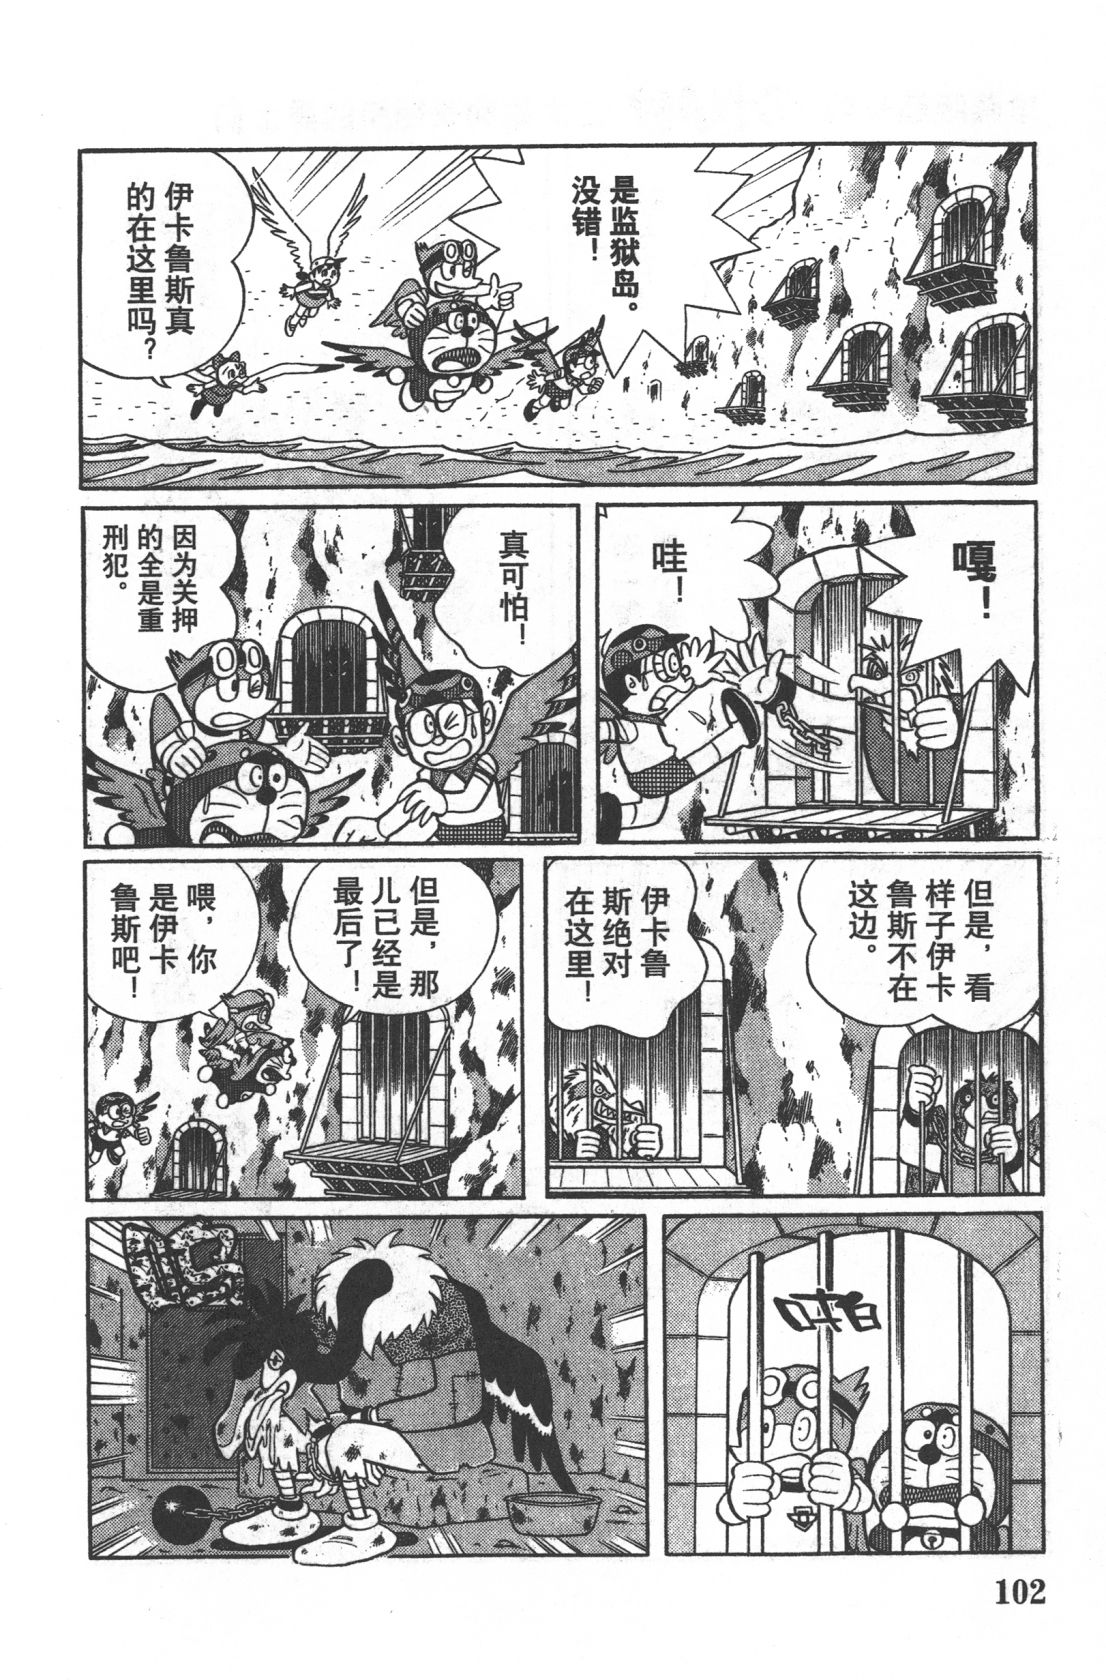 是监狱岛。
没错！
伊卡鲁斯真
的在这里吗？
嘎！
哇！
真可怕！
因为关押
的全是重
刑犯。
但是，看
样子伊卡
鲁斯不在
这边。
伊卡鲁
斯绝对
在这里！
但是，那
儿已经是
最后了！
喂，你
是伊卡
鲁斯吧！
102